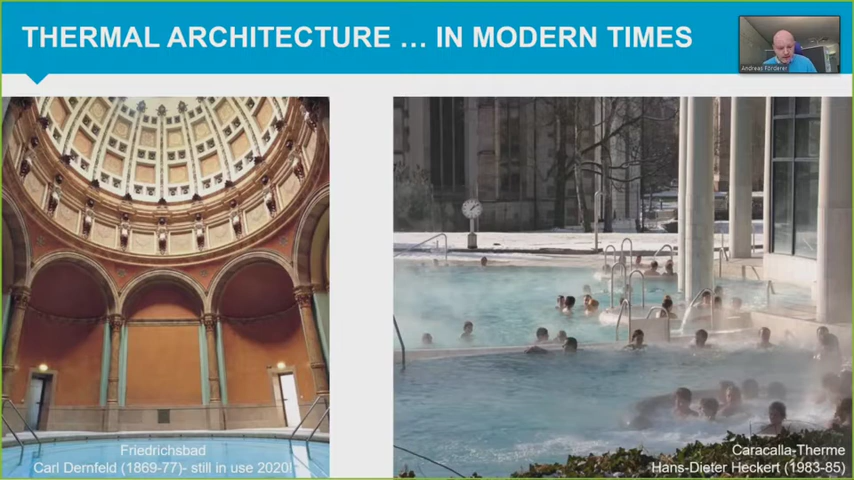 THERMAL ARCHITECTURE ... IN MODERN TIMES
Andreas Förderer
Friedrichsbad
Carl Dernfeld (1869-77)- still in use 2020!
Caracalla-Therme
Hans-Dieter Heckert (1983-85)